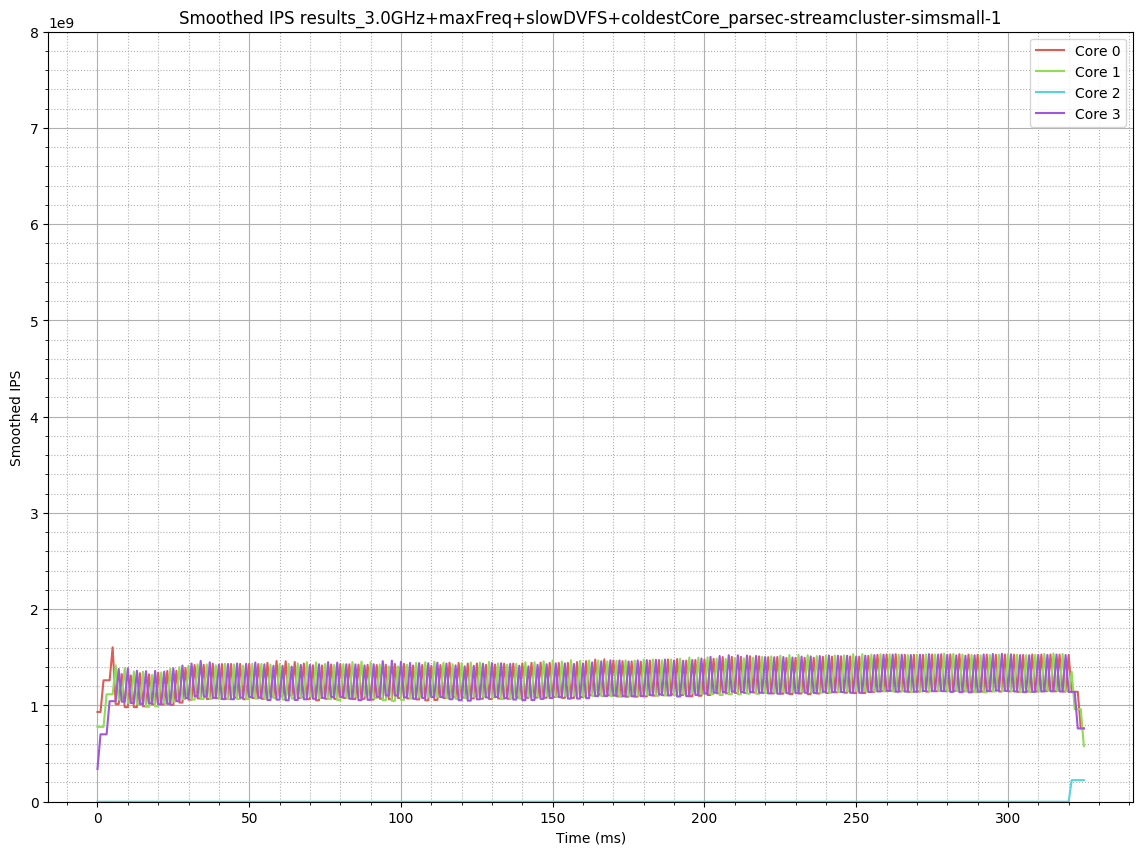 Smoothed IPS results_3.0GHz+maxFreq+slowDVFS+coldestCore_parsec-streamcluster-simsmall-1
1e9
8
7
6
5
4
3
2
1
0
Smoothed IPS
Core 0
Core 1
Core 2
Core 3
0 50 100 150 200 250 300
Time (ms)